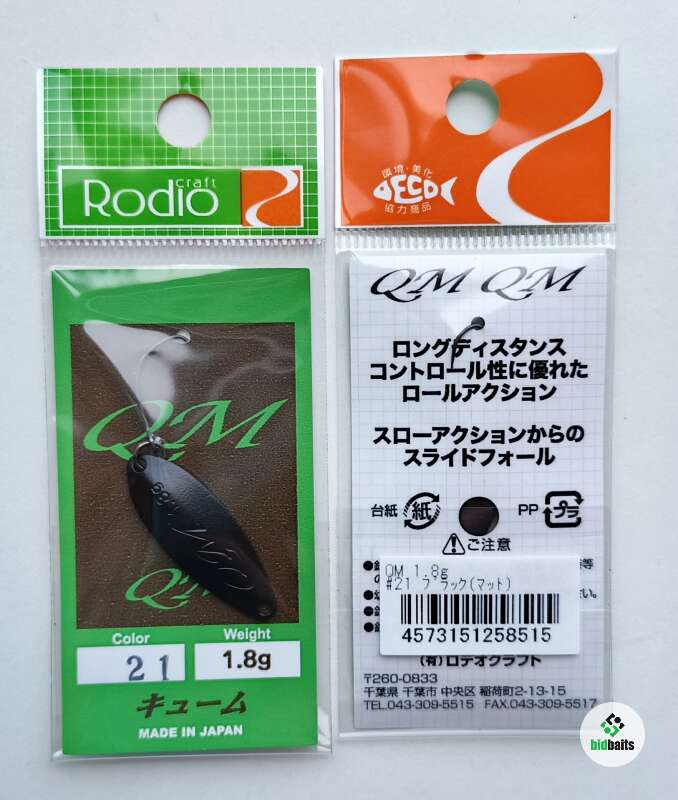 Rodio
craft
QM
QM
QM
1.8g
Color
21
Weight
1.8g
キューム
MADE IN JAPAN
環境・美化
ECO
協力商品
QM QM
ロングディスタンス
コントロール性に優れた
ロールアクション
スローアクションからの
スライドフォール
台紙 紙 PP プラ
ご注意
QM 1.8g
#21 ブラック(マット)
4573151258515
(有)ロデオクラフト
〒260-0833
千葉県 千葉市 中央区 稲荷町2-13-15
TEL.043-309-5515 FAX.043-309-5517
bidbaits